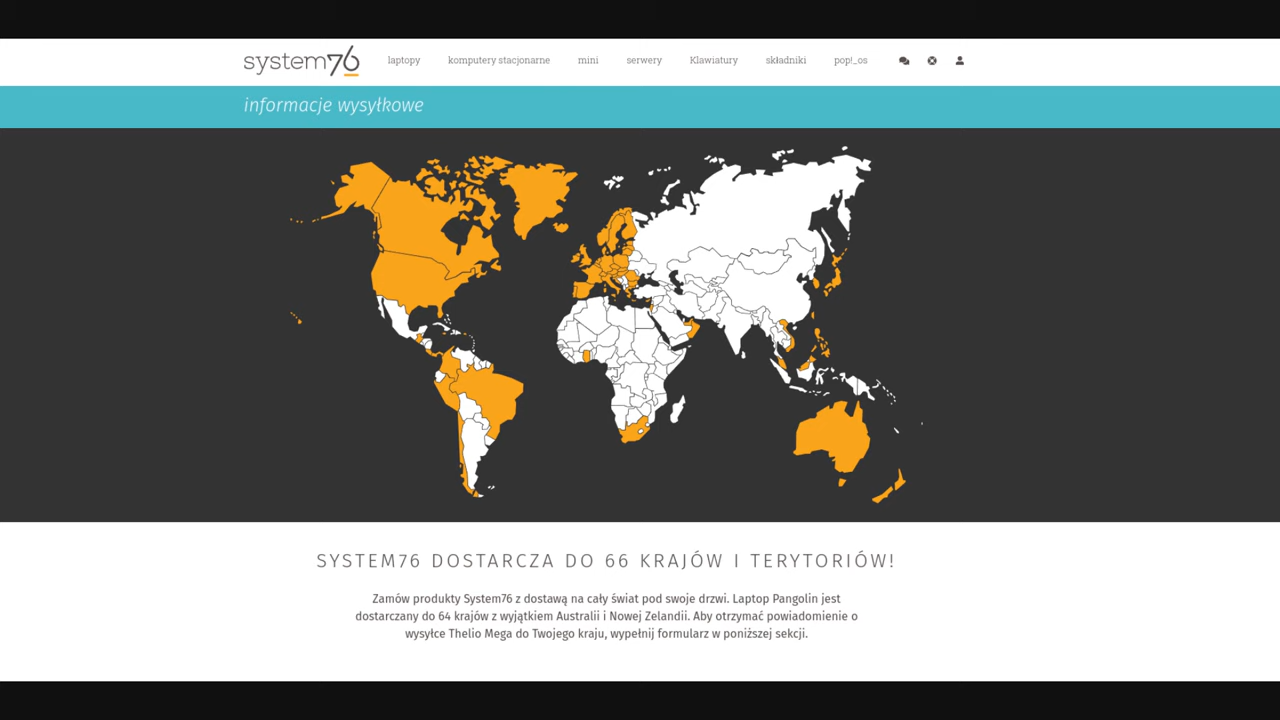 system76 laptopy komputery stacjonarne mini serwery Klawiatury składniki pop!_os
informacje wysyłkowe
SYSTEM76 DOSTARCZA DO 66 KRAJÓW I TERYTORIÓW!
Zamów produkty System76 z dostawą na cały świat pod swoje drzwi. Laptop Pangolin jest
dostarczany do 64 krajów z wyjątkiem Australii i Nowej Zelandii. Aby otrzymać powiadomienie o
wysyłce Thelio Mega do Twojego kraju, wypełnij formularz w poniższej sekcji.